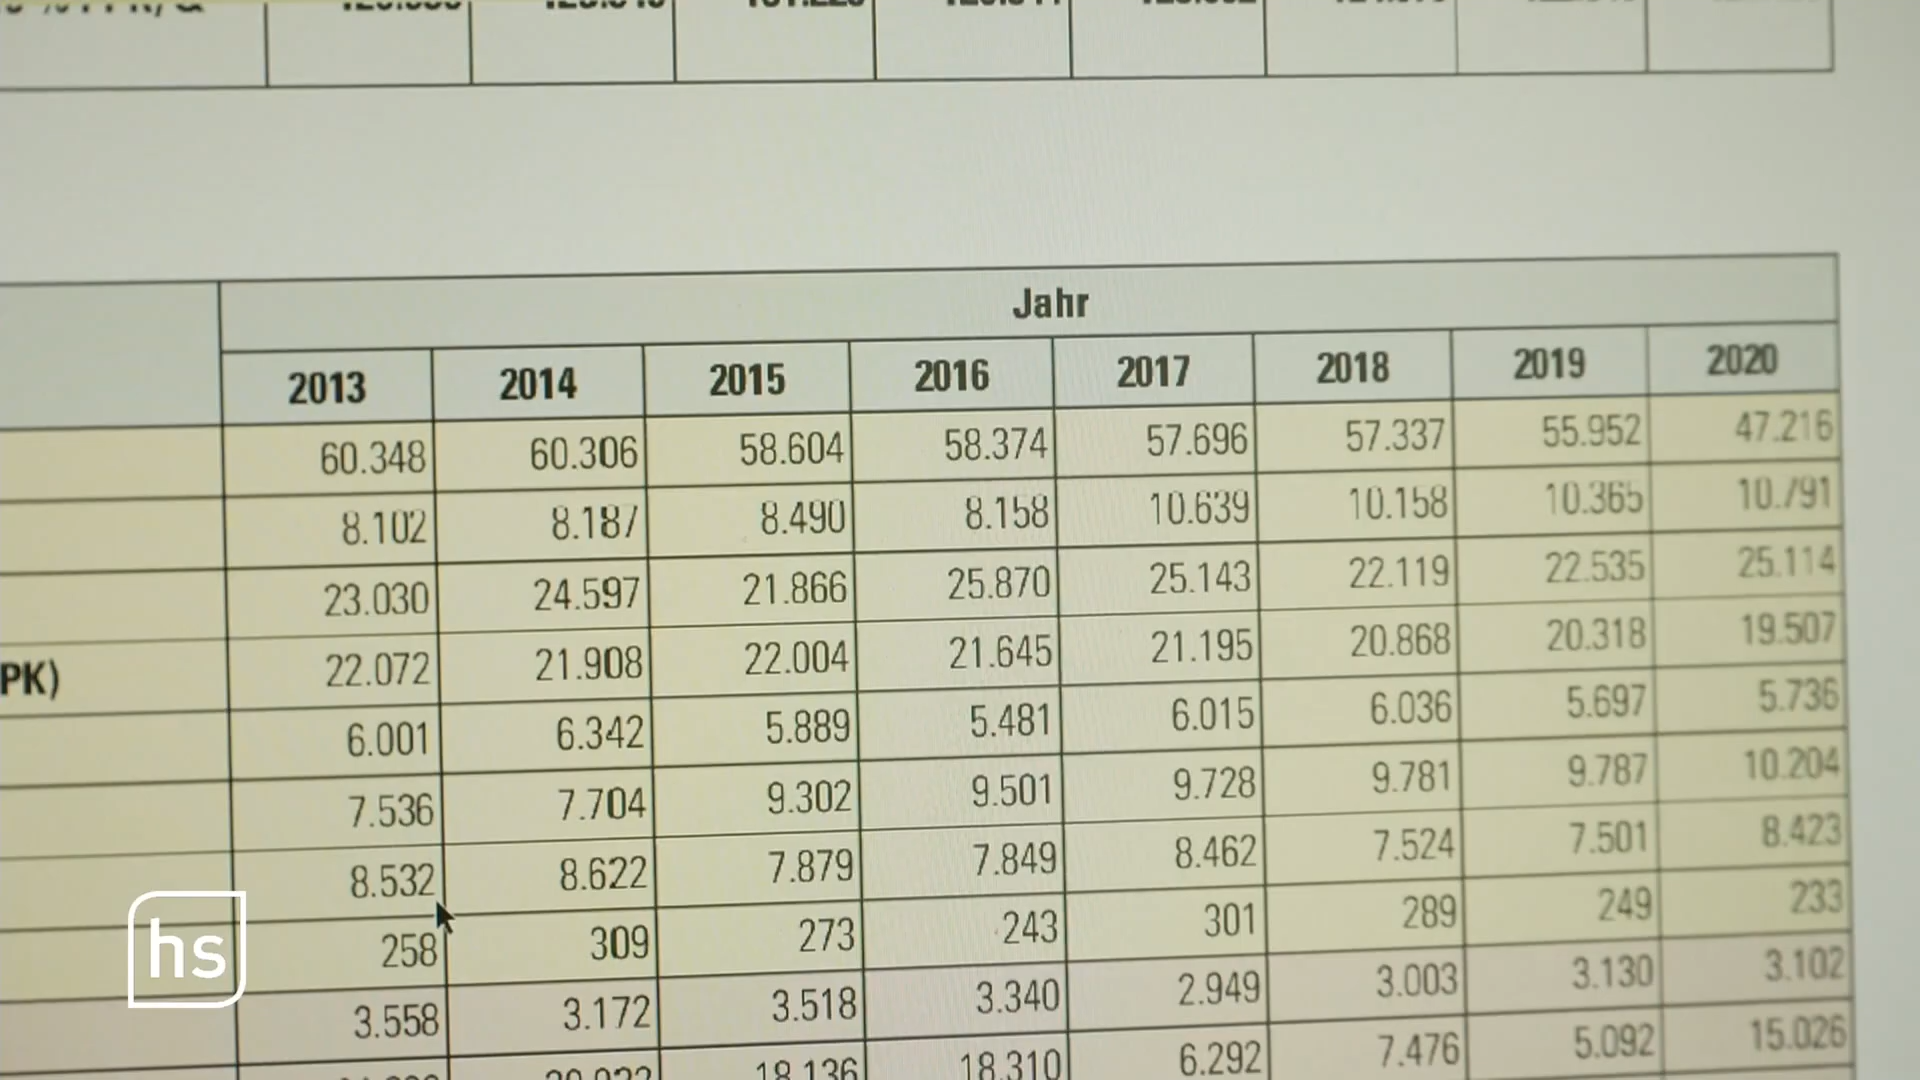 Jahr
2013 2014 2015 2016 2017 2018 2019 2020
60.348 60.306 58.604 58.374 57.696 57.337 55.952 47.216
8.102 8.187 8.490 8.158 10.639 10.158 10.365 10.791
23.030 24.597 21.866 25.870 25.143 22.119 22.535 25.114
PK) 22.072 21.908 22.004 21.645 21.195 20.868 20.318 19.507
6.001 6.342 5.889 5.481 6.015 6.036 5.697 5.736
7.536 7.704 9.302 9.501 9.728 9.781 9.787 10.204
8.532 8.622 7.879 7.849 8.462 7.524 7.501 8.423
258 309 273 243 301 289 249 233
3.558 3.172 3.518 3.340 2.949 3.003 3.130 3.102
18.136 18.310 6.292 7.476 5.092 15.026
hs